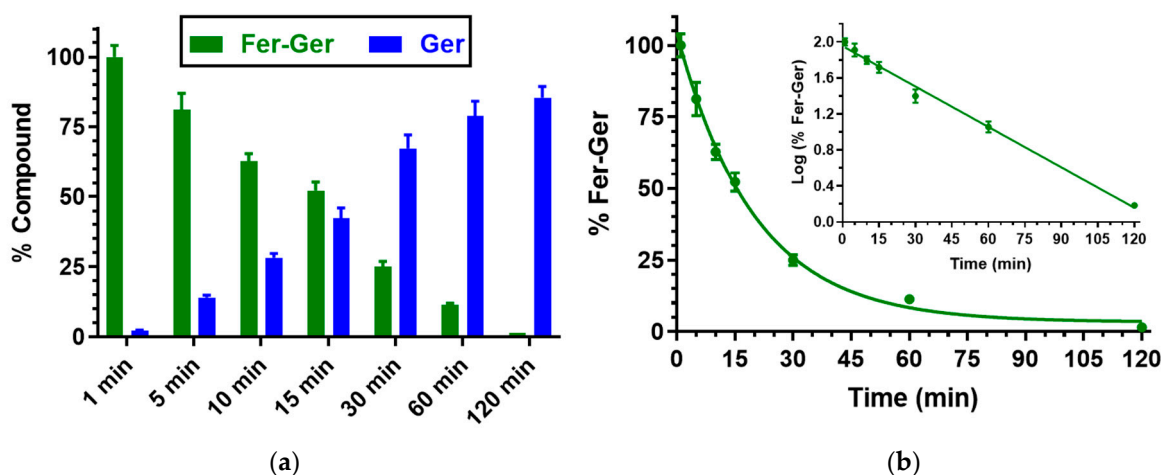 Fer-Ger Ger
% Compound
100
75
50
25
0
1 min 5 min 10 min 15 min 30 min 60 min 120 min
(a)
% Fer-Ger
100
75
50
25
0
0 15 30 45 60 75 90 105 120
Time (min)
Log (% Fer-Ger)
2.0
1.6
1.2
0.8
0.4
0.0
0 15 30 45 60 75 90 105 120
Time (min)
(b)